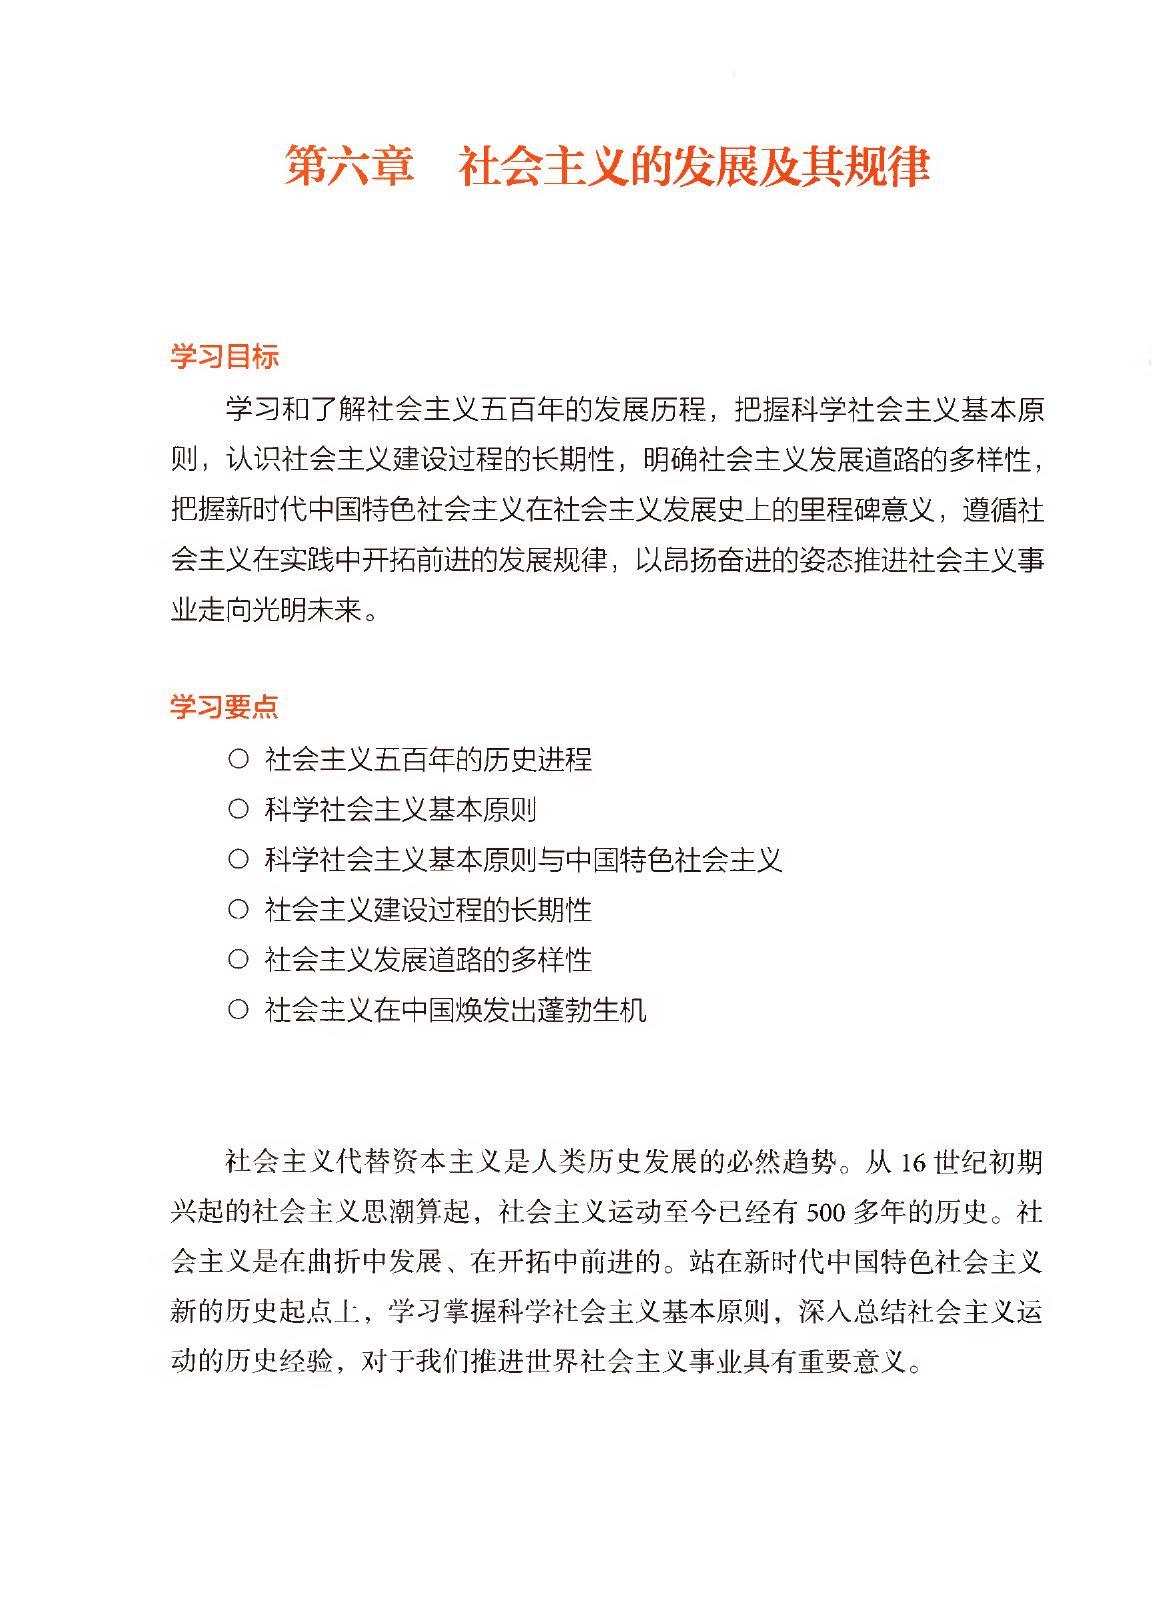 第六章 社会主义的发展及其规律
学习目标
学习和了解社会主义五百年的发展历程，把握科学社会主义基本原
则，认识社会主义建设过程的长期性，明确社会主义发展道路的多样性，
把握新时代中国特色社会主义在社会主义发展史上的里程碑意义，遵循社
会主义在实践中开拓前进的发展规律，以昂扬奋进的姿态推进社会主义事
业走向光明未来。
学习要点
○ 社会主义五百年的历史进程
○ 科学社会主义基本原则
○ 科学社会主义基本原则与中国特色社会主义
○ 社会主义建设过程的长期性
○ 社会主义发展道路的多样性
○ 社会主义在中国焕发出蓬勃生机
社会主义代替资本主义是人类历史发展的必然趋势。从 16 世纪初期
兴起的社会主义思潮算起，社会主义运动至今已经有 500 多年的历史。社
会主义是在曲折中发展、在开拓中前进的。站在新时代中国特色社会主义
新的历史起点上，学习掌握科学社会主义基本原则，深入总结社会主义运
动的历史经验，对于我们推进世界社会主义事业具有重要意义。